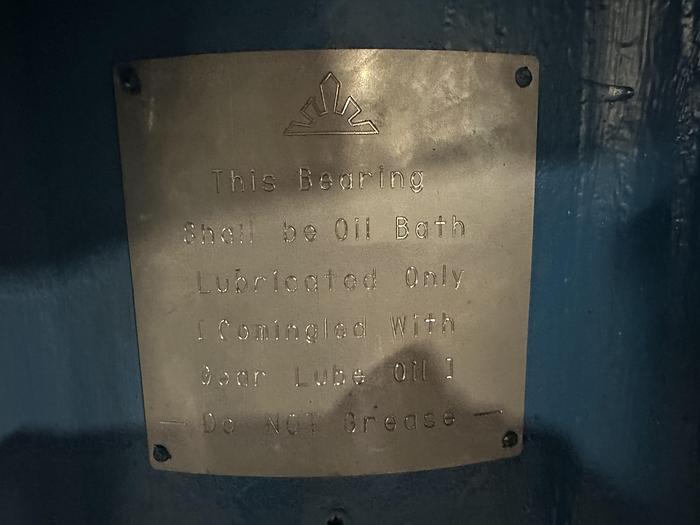 This Bearing
Shall be Oil Bath
Lubricated Only
[Comingled With
Gear Lube Oil]
— Do NOT Grease —